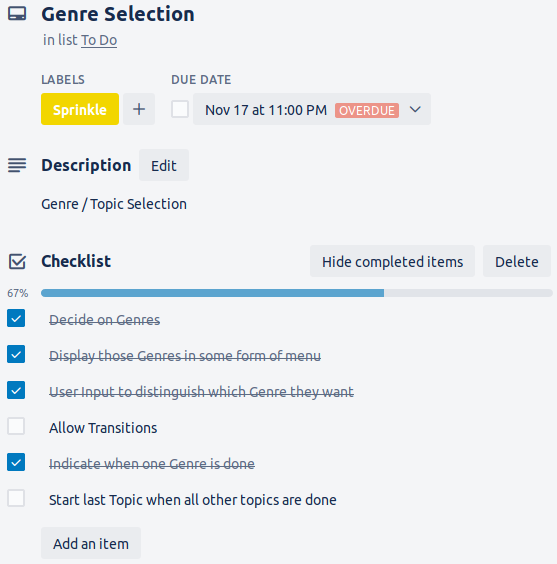 Genre Selection
in list To Do
LABELS DUE DATE
Sprinkle + Nov 17 at 11:00 PM OVERDUE
Description Edit
Genre / Topic Selection
Checklist Hide completed items Delete
67%
Decide on Genres
Display those Genres in some form of menu
User Input to distinguish which Genre they want
Allow Transitions
Indicate when one Genre is done
Start last Topic when all other topics are done
Add an item